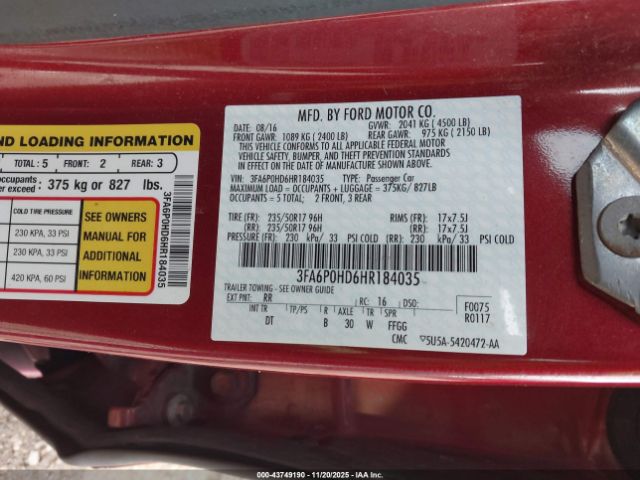 ND LOADING INFORMATION
TOTAL: 5 FRONT: 2 REAR: 3
occupants
er exceed : 375 kg or 827 lbs.
COLD TIRE PRESSURE
230 KPA, 33 PSI
230 KPA, 33 PSI
420 KPA, 60 PSI
SEE OWNERS
MANUAL FOR
ADDITIONAL
INFORMATION
3FA6P0HD6HR184035
MFD. BY FORD MOTOR CO.
DATE: 08/16 GVWR: 2041 KG ( 4500 LB)
FRONT GAWR: 1089 KG ( 2400 LB) REAR GAWR: 975 KG ( 2150 LB)
THIS VEHICLE CONFORMS TO ALL APPLICABLE FEDERAL MOTOR
VEHICLE SAFETY, BUMPER, AND THEFT PREVENTION STANDARDS
IN EFFECT ON THE DATE OF MANUFACTURE SHOWN ABOVE.
VIN: 3FA6P0HD6HR184035 TYPE: Passenger Car
MAXIMUM LOAD = OCCUPANTS + LUGGAGE = 375KG/ 827LB
OCCUPANTS = 5 TOTAL; 2 FRONT, 3 REAR
TIRE (FR): 235/50R17 96H RIMS (FR): 17x7.5J
(RR): 235/50R17 96H (RR): 17x7.5J
PRESSURE (FR): 230 kPa/ 33 PSI COLD (RR): 230 kPa/ 33 PSI COLD
3FA6P0HD6HR184035
TRAILER TOWING - SEE OWNER GUIDE
EXT PNT: RR RC: 16 DSO:
INT TR TP/PS R AXLE TR SPR
DT B 30 W FFGG
F0075
R0117
CMC 5U5A-5420472-AA
000-43749190 - 11/20/2025 - IAAI.COM